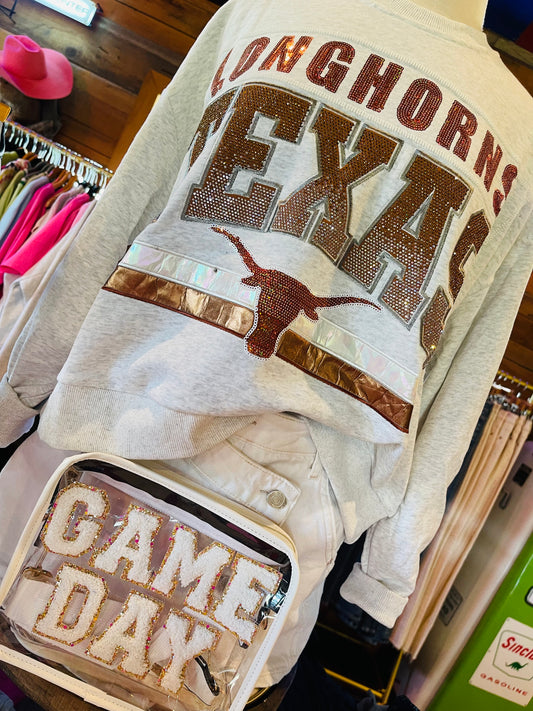 LONGHORNS
TEXAS
GAME
DAY
Sinclair
GASOLINE